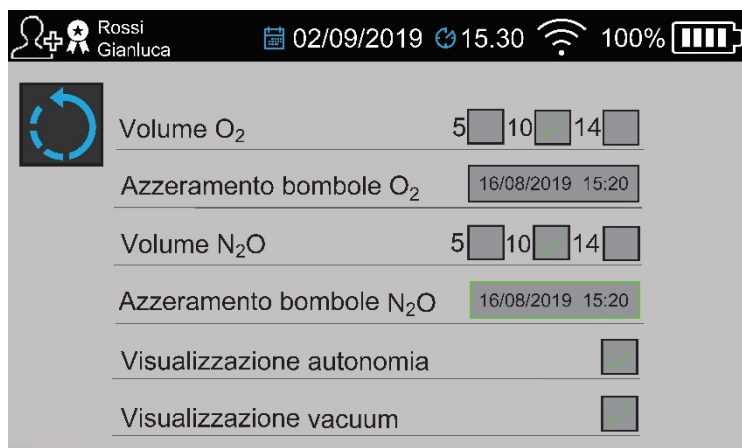 Rossi
Gianluca 02/09/2019 15.30 100%
Volume O₂ 5 10 14
Azzeramento bombole O₂ 16/08/2019 15:20
Volume N₂O 5 10 14
Azzeramento bombole N₂O 16/08/2019 15:20
Visualizzazione autonomia
Visualizzazione vacuum